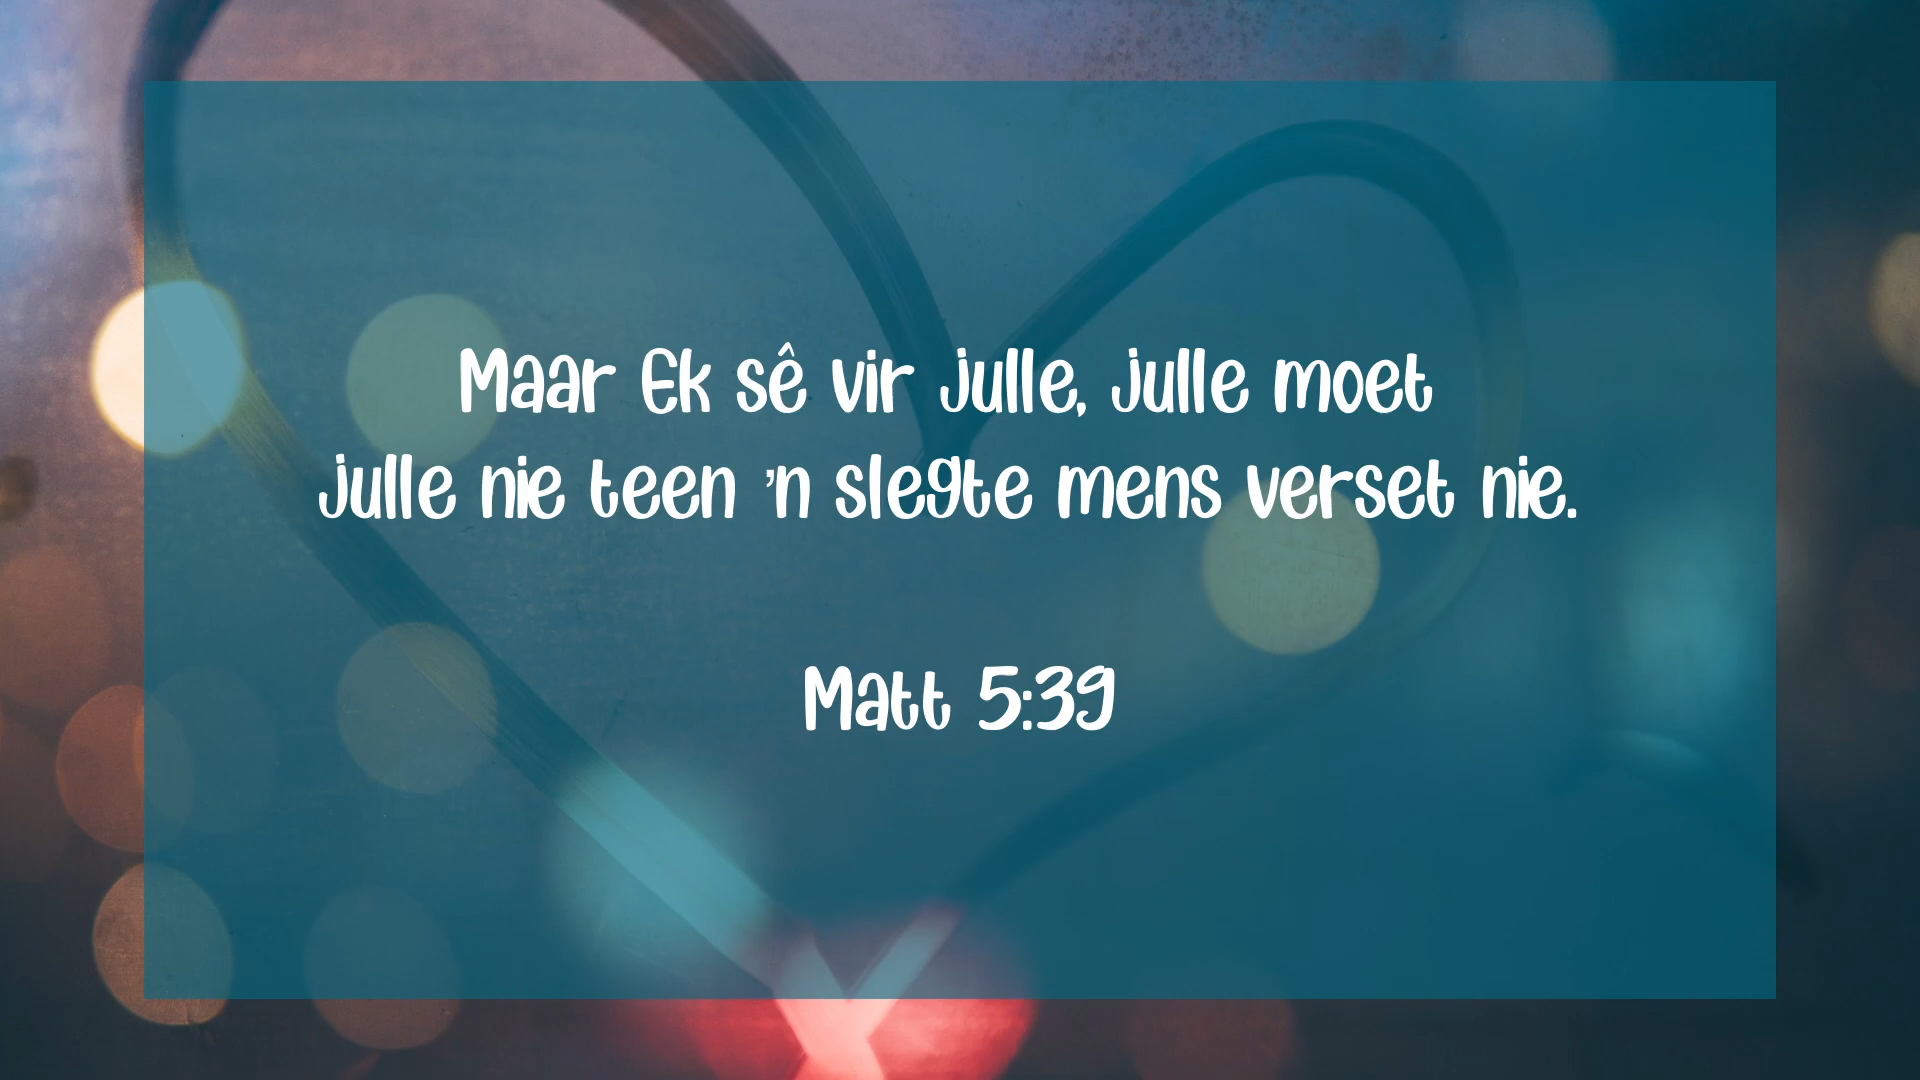 Maar Ek sê vir julle, julle moet
julle nie teen 'n slegte mens verset nie.
Matt 5:39